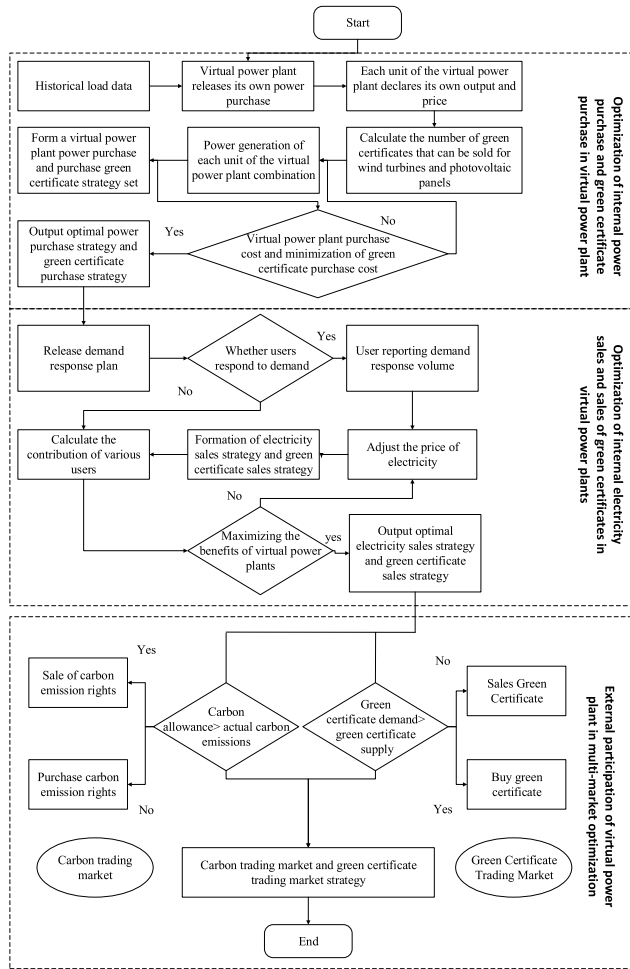 Start
Historical load data
Virtual power plant
releases its own power
purchase
Each unit of the virtual power
plant declares its own output and
price
Form a virtual power
plant power purchase
and purchase green
certificate strategy set
Power generation of
each unit of the virtual
power plant combination
Calculate the number of green
certificates that can be sold for
wind turbines and photovoltaic
panels
Output optimal power
purchase strategy and
green certificate
purchase strategy
Yes
Virtual power plant purchase
cost and minimization of green
certificate purchase cost
No
Optimization of internal power
purchase and green certificate
purchase in virtual power plant
Release demand
response plan
Whether users
respond to demand
Yes
User reporting demand
response volume
No
Calculate the
contribution of various
users
Formation of electricity
sales strategy and green
certificate sales strategy
Adjust the price of
electricity
No
Maximizing the
benefits of virtual power
plants
yes
Output optimal
electricity sales strategy
and green certificate
sales strategy
Optimization of internal electricity
sales and sales of green certificates in
virtual power plants
Yes
Sale of carbon
emission rights
Carbon
allowance> actual carbon
emissions
Purchase carbon
emission rights
No
Green
certificate demand>
green certificate
supply
No
Sales Green
Certificate
Buy green
certificate
Yes
Carbon trading
market
Carbon trading market and green certificate
trading market strategy
Green Certificate
Trading Market
External participation of virtual power
plant in multi-market optimization
End